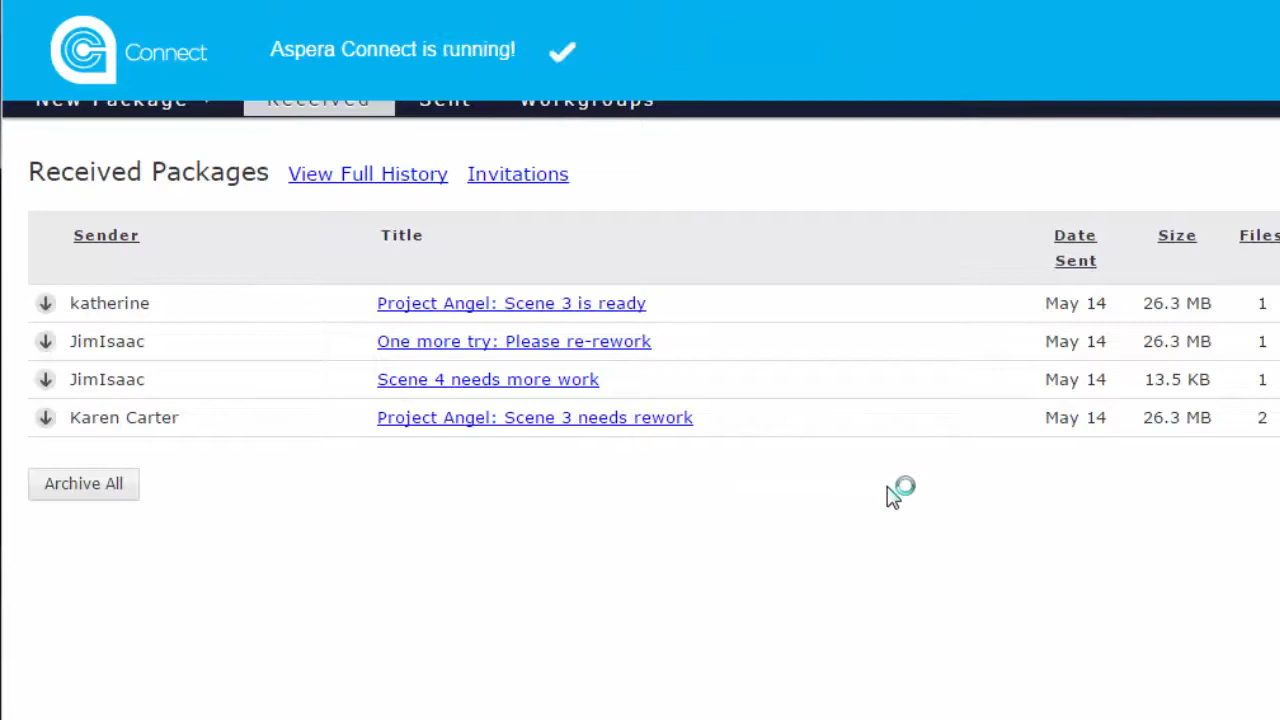 Connect
Aspera Connect is running!
New Package Received Sent Workgroups
Received Packages View Full History Invitations
Sender Title Date Sent Size Files
katherine Project Angel: Scene 3 is ready May 14 26.3 MB 1
JimIsaac One more try: Please re-rework May 14 26.3 MB 1
JimIsaac Scene 4 needs more work May 14 13.5 KB 1
Karen Carter Project Angel: Scene 3 needs rework May 14 26.3 MB 2
Archive All